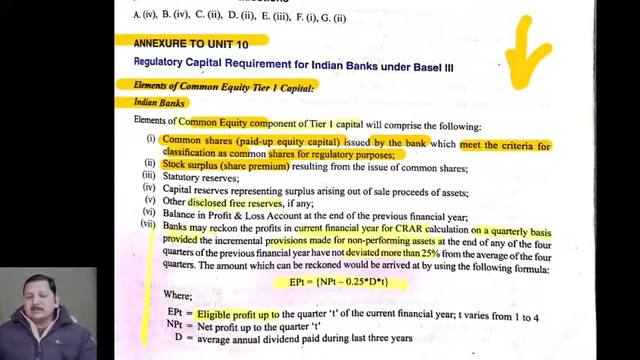 A. (iv), B. (iv), C. (ii), D. (ii), E. (iii), F. (i), G. (ii)
ANNEXURE TO UNIT 10
Regulatory Capital Requirement for Indian Banks under Basel III
Elements of Common Equity Tier 1 Capital:
Indian Banks
Elements of Common Equity component of Tier 1 capital will comprise the following:
(i) Common shares (paid-up equity capital) issued by the bank which meet the criteria for
classification as common shares for regulatory purposes;
(ii) Stock surplus (share premium) resulting from the issue of common shares;
(iii) Statutory reserves;
(iv) Capital reserves representing surplus arising out of sale proceeds of assets;
(v) Other disclosed free reserves, if any;
(vi) Balance in Profit & Loss Account at the end of the previous financial year;
(vii) Banks may reckon the profits in current financial year for CRAR calculation on a quarterly basis
provided the incremental provisions made for non-performing assets at the end of any of the four
quarters of the previous financial year have not deviated more than 25% from the average of the four
quarters. The amount which can be reckoned would be arrived at by using the following formula:
EPt = {NPt – 0.25*D*t}
Where;
EPt = Eligible profit up to the quarter 't' of the current financial year; t varies from 1 to 4
NPt = Net profit up to the quarter 't'
D = average annual dividend paid during last three years